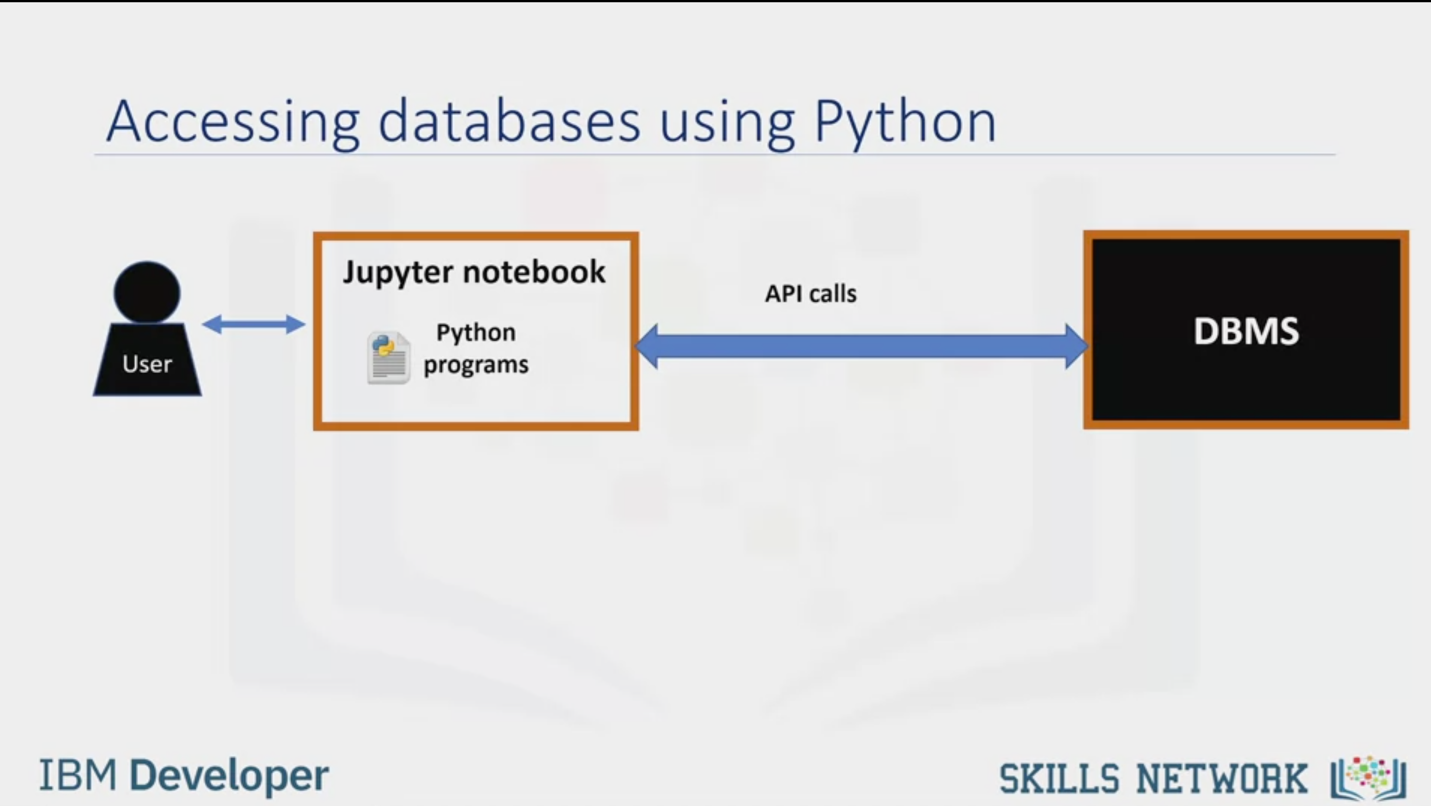 Accessing databases using Python
User
Jupyter notebook
Python
programs
API calls
DBMS
IBM Developer
SKILLS NETWORK